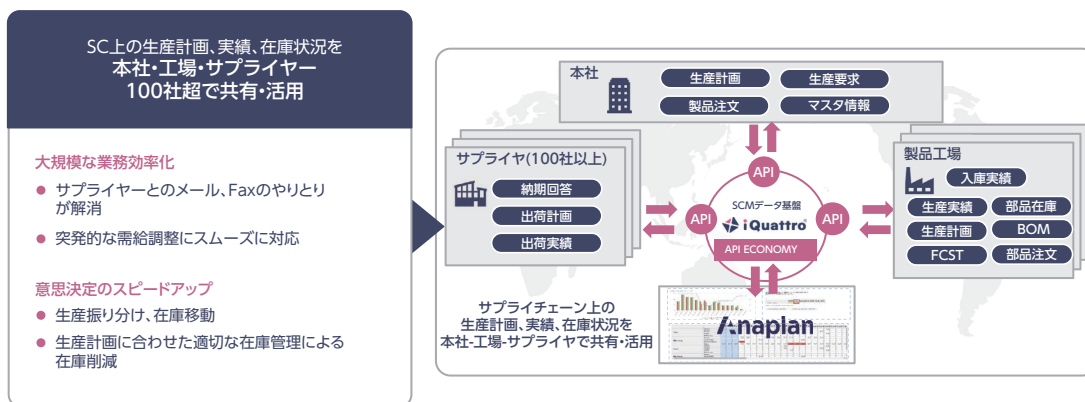 SC上の生産計画、実績、在庫状況を
本社・工場・サプライヤー
100社超で共有・活用
大規模な業務効率化
サプライヤーとのメール、Faxのやりとり
が解消
突発的な需給調整にスムーズに対応
意思決定のスピードアップ
生産振り分け、在庫移動
生産計画に合わせた適切な在庫管理による
在庫削減
本社
生産計画
生産要求
製品注文
マスタ情報
サプライヤ(100社以上)
納期回答
出荷計画
出荷実績
API
API
API
SCMデータ基盤
iQuattro
API ECONOMY
製品工場
入庫実績
生産実績
部品在庫
生産計画
BOM
FCST
部品注文
サプライチェーン上の
生産計画、実績、在庫状況を
本社-工場-サプライヤで共有・活用
Anaplan